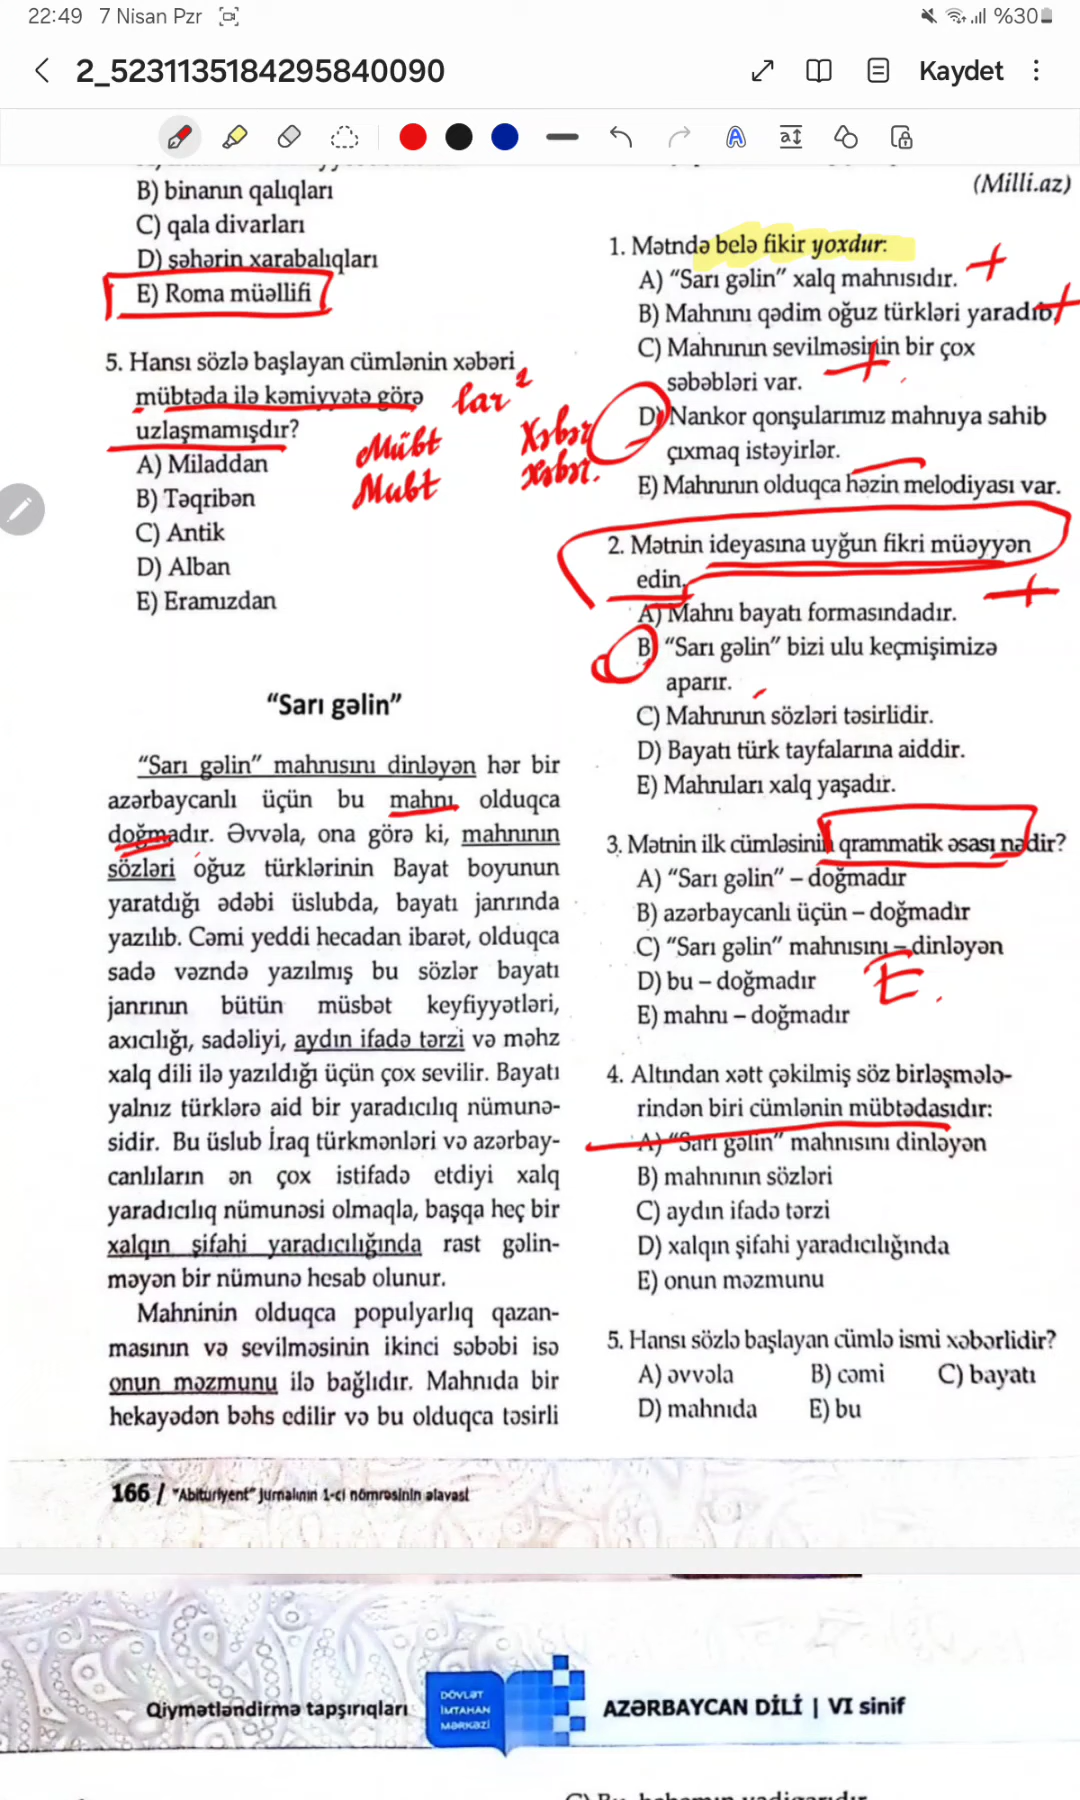 22:49 7 Nisan Pzr
%30
2_5231135184295840090
Kaydet
B) binanın qalıqları
C) qala divarları
D) şəhərin xarabalıqları
E) Roma müəllifi
5. Hansı sözlə başlayan cümlənin xəbəri
mübtəda ilə kəmiyyətə görə
uzlaşmamışdır?
lar²
Mübt Xəbər
Mubt xəbər.
A) Miladdan
B) Təqribən
C) Antik
D) Alban
E) Eramızdan
“Sarı gəlin”
“Sarı gəlin” mahnısını dinləyən hər bir
azərbaycanlı üçün bu mahnı olduqca
doğmadır. Əvvəla, ona görə ki, mahnının
sözləri oğuz türklərinin Bayat boyunun
yaratdığı ədəbi üslubda, bayatı janrında
yazılıb. Cəmi yeddi hecadan ibarət, olduqca
sadə vəzndə yazılmış bu sözlər bayatı
janrının bütün müsbət keyfiyyətləri,
axıcılığı, sadəliyi, aydın ifadə tərzi və məhz
xalq dili ilə yazıldığı üçün çox sevilir. Bayatı
yalnız türklərə aid bir yaradıcılıq nümunə-
sidir. Bu üslub İraq türkmənləri və azərbay-
canlıların ən çox istifadə etdiyi xalq
yaradıcılıq nümunəsi olmaqla, başqa heç bir
xalqın şifahi yaradıcılığında rast gəlin-
məyən bir nümunə hesab olunur.
Mahninin olduqca populyarlıq qazan-
masının və sevilməsinin ikinci səbəbi isə
onun məzmunu ilə bağlıdır. Mahnıda bir
hekayədən bəhs edilir və bu olduqca təsirli
(Milli.az)
1. Mətndə belə fikir yoxdur:
A) “Sarı gəlin” xalq mahnısıdır.
B) Mahnını qədim oğuz türkləri yaradıb.
C) Mahnının sevilməsinin bir çox
səbəbləri var.
D) Nankor qonşularımız mahnıya sahib
çıxmaq istəyirlər.
E) Mahnının olduqca həzin melodiyası var.
2. Mətnin ideyasına uyğun fikri müəyyən
edin.
A) Mahnı bayatı formasındadır.
B) “Sarı gəlin” bizi ulu keçmişimizə
aparır.
C) Mahnının sözləri təsirlidir.
D) Bayatı türk tayfalarına aiddir.
E) Mahnıları xalq yaşadır.
3. Mətnin ilk cümləsinin qrammatik əsası nədir?
A) “Sarı gəlin” – doğmadır
B) azərbaycanlı üçün – doğmadır
C) “Sarı gəlin” mahnısını – dinləyən
D) bu – doğmadır
E) mahnı – doğmadır
E.
4. Altından xətt çəkilmiş söz birləşmələ-
rindən biri cümlənin mübtədasıdır:
A) “Sarı gəlin” mahnısını dinləyən
B) mahnının sözləri
C) aydın ifadə tərzi
D) xalqın şifahi yaradıcılığında
E) onun məzmunu
5. Hansı sözlə başlayan cümlə ismi xəbərlidir?
A) əvvəla B) cəmi C) bayatı
D) mahnıda E) bu
166 / “Abituriyent” jurnalının 1-ci nömrəsinin əlavəsi
Qiymətləndirmə tapşırıqları
DÖVLƏT
İMTAHAN
MƏRKƏZİ
AZƏRBAYCAN DİLİ | VI sinif